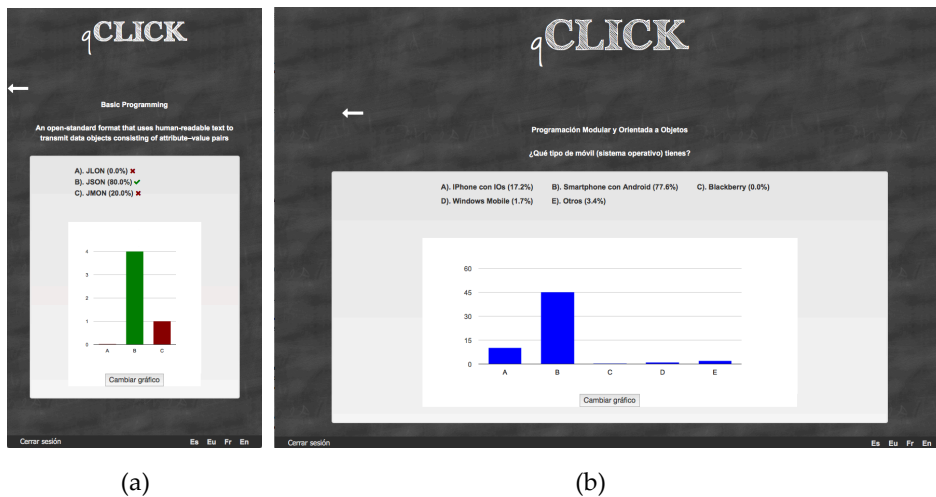 qCLICK
Basic Programming
An open-standard format that uses human-readable text to
transmit data objects consisting of attribute–value pairs
A). JLON (0.0%) ✖
B). JSON (80.0%) ✔
C). JMON (20.0%) ✖
4
3
2
1
0
A B C
Cambiar gráfico
Cerrar sesión Es Eu Fr En
(a)
qCLICK
Programación Modular y Orientada a Objetos
¿Qué tipo de móvil (sistema operativo) tienes?
A). IPhone con IOs (17.2%) B). Smartphone con Android (77.6%) C). Blackberry (0.0%)
D). Windows Mobile (1.7%) E). Otros (3.4%)
60
45
30
15
0
A B C D E
Cambiar gráfico
Cerrar sesión Es Eu Fr En
(b)